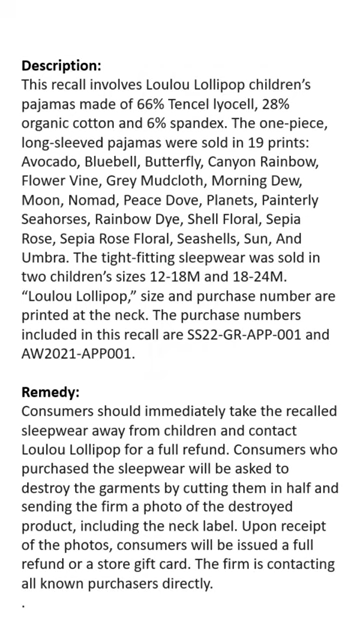 Description:
This recall involves Loulou Lollipop children's
pajamas made of 66% Tencel lyocell, 28%
organic cotton and 6% spandex. The one-piece,
long-sleeved pajamas were sold in 19 prints:
Avocado, Bluebell, Butterfly, Canyon Rainbow,
Flower Vine, Grey Mudcloth, Morning Dew,
Moon, Nomad, Peace Dove, Planets, Painterly
Seahorses, Rainbow Dye, Shell Floral, Sepia
Rose, Sepia Rose Floral, Seashells, Sun, And
Umbra. The tight-fitting sleepwear was sold in
two children's sizes 12-18M and 18-24M.
“Loulou Lollipop,” size and purchase number are
printed at the neck. The purchase numbers
included in this recall are SS22-GR-APP-001 and
AW2021-APP001.
Remedy:
Consumers should immediately take the recalled
sleepwear away from children and contact
Loulou Lollipop for a full refund. Consumers who
purchased the sleepwear will be asked to
destroy the garments by cutting them in half and
sending the firm a photo of the destroyed
product, including the neck label. Upon receipt
of the photos, consumers will be issued a full
refund or a store gift card. The firm is contacting
all known purchasers directly.
.